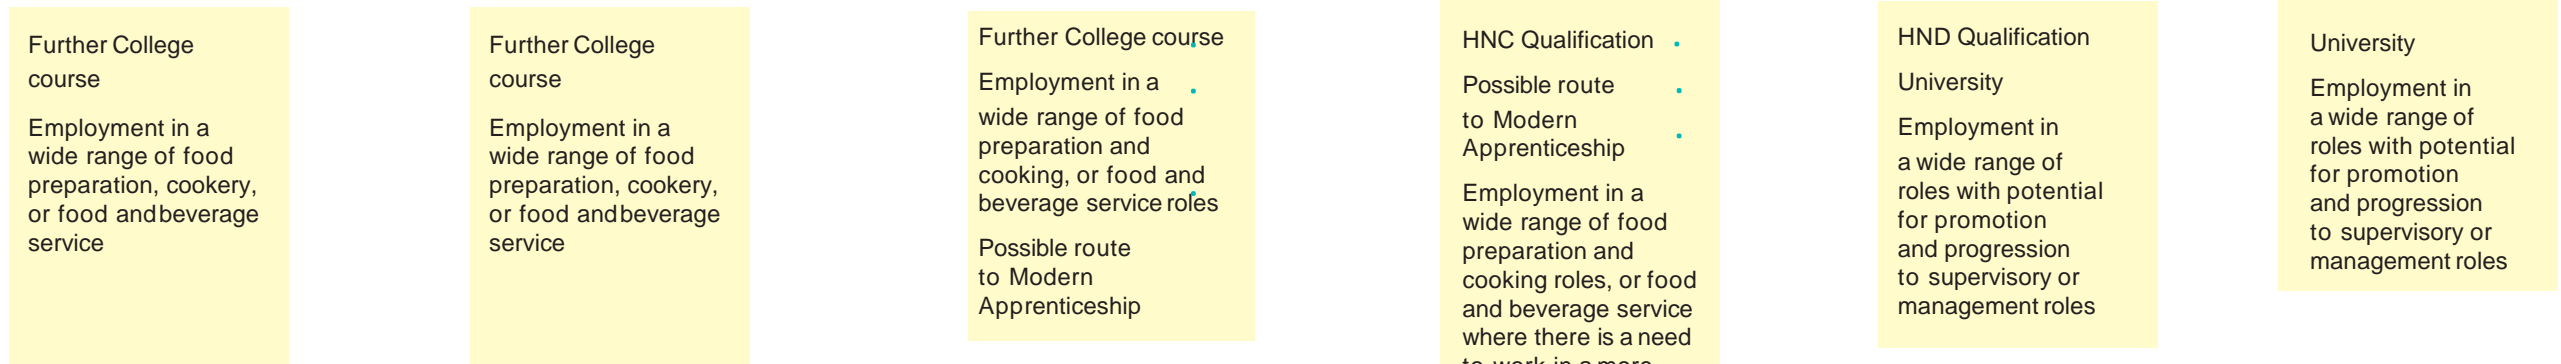 Further College
course
Employment in a
wide range of food
preparation, cookery,
or food andbeverage
service
Further College
course
Employment in a
wide range of food
preparation, cookery,
or food andbeverage
service
Further College course
Employment in a
wide range of food
preparation and
cooking, or food and
beverage service roles
Possible route
to Modern
Apprenticeship
HNC Qualification
Possible route
to Modern
Apprenticeship
Employment in a
wide range of food
preparation and
cooking roles, or food
and beverage service
where there is a need
to work in a more
HND Qualification
University
Employment in
a wide range of
roles with potential
for promotion
and progression
to supervisory or
management roles
University
Employment in
a wide range of
roles with potential
for promotion
and progression
to supervisory or
management roles